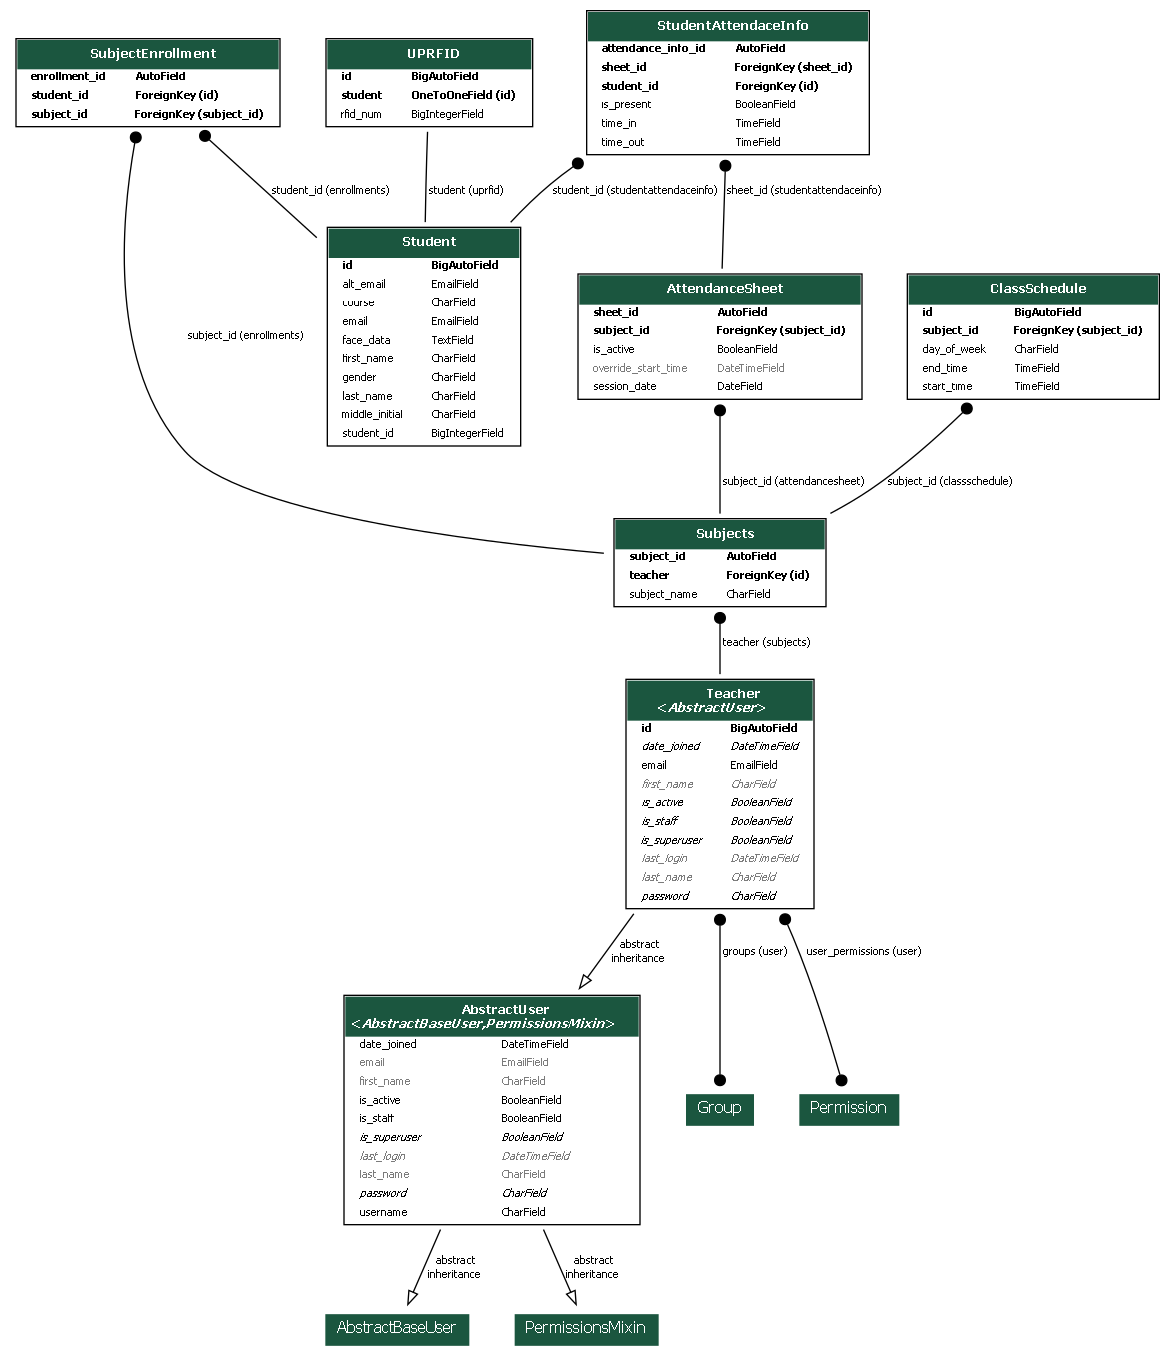 SubjectEnrollment
enrollment_id AutoField
student_id ForeignKey (id)
subject_id ForeignKey (subject_id)
UPRFID
id BigAutoField
student OneToOneField (id)
rfid_num BigIntegerField
StudentAttendaceInfo
attendance_info_id AutoField
sheet_id ForeignKey (sheet_id)
student_id ForeignKey (id)
is_present BooleanField
time_in TimeField
time_out TimeField
student_id (enrollments)
student (uprfid)
student_id (studentattendaceinfo)
sheet_id (studentattendaceinfo)
Student
id BigAutoField
alt_email EmailField
course CharField
email EmailField
face_data TextField
first_name CharField
gender CharField
last_name CharField
middle_initial CharField
student_id BigIntegerField
AttendanceSheet
sheet_id AutoField
subject_id ForeignKey (subject_id)
is_active BooleanField
override_start_time DateTimeField
session_date DateField
ClassSchedule
id BigAutoField
subject_id ForeignKey (subject_id)
day_of_week CharField
end_time TimeField
start_time TimeField
subject_id (enrollments)
subject_id (attendancesheet)
subject_id (classschedule)
Subjects
subject_id AutoField
teacher ForeignKey (id)
subject_name CharField
teacher (subjects)
Teacher
<AbstractUser>
id BigAutoField
date_joined DateTimeField
email EmailField
first_name CharField
is_active BooleanField
is_staff BooleanField
is_superuser BooleanField
last_login DateTimeField
last_name CharField
password CharField
abstract
inheritance
groups (user)
user_permissions (user)
AbstractUser
<AbstractBaseUser,PermissionsMixin>
date_joined DateTimeField
email EmailField
first_name CharField
is_active BooleanField
is_staff BooleanField
is_superuser BooleanField
last_login DateTimeField
last_name CharField
password CharField
username CharField
Group
Permission
abstract
inheritance
abstract
inheritance
AbstractBaseUser
PermissionsMixin